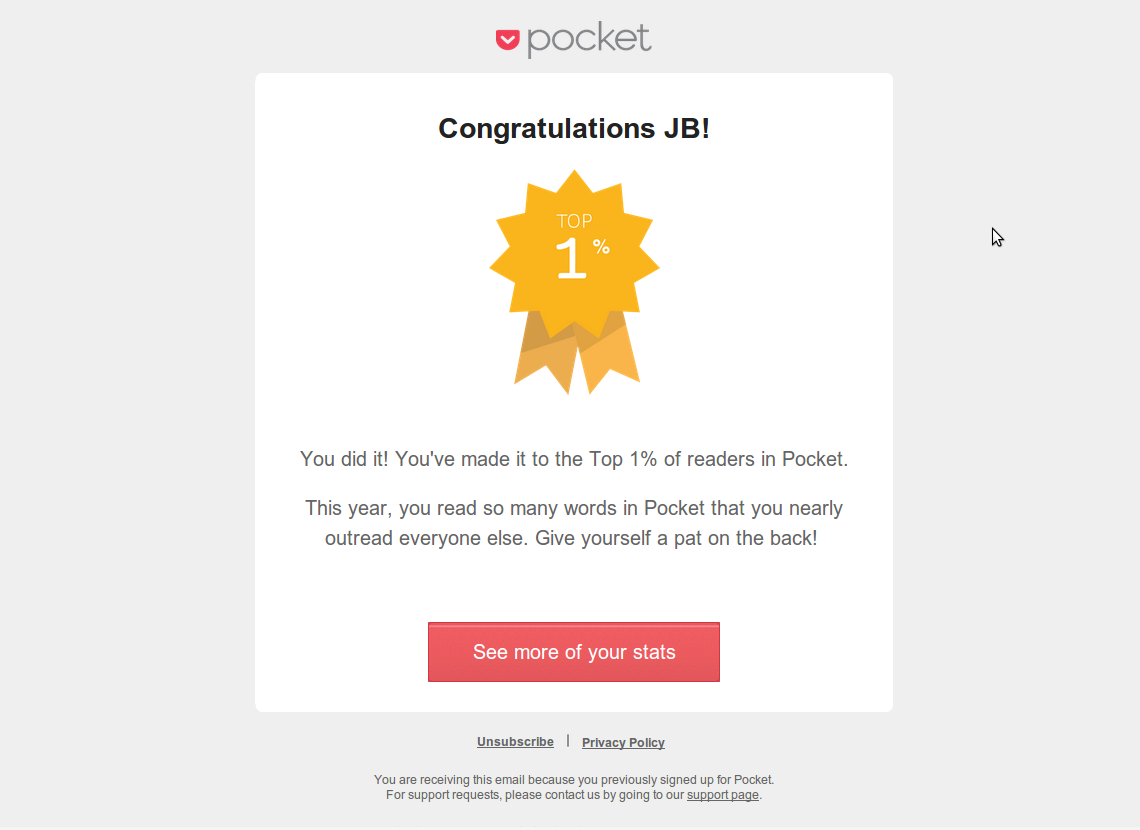 pocket
Congratulations JB!
TOP
1%
You did it! You've made it to the Top 1% of readers in Pocket.
This year, you read so many words in Pocket that you nearly
outread everyone else. Give yourself a pat on the back!
See more of your stats
Unsubscribe | Privacy Policy
You are receiving this email because you previously signed up for Pocket.
For support requests, please contact us by going to our support page.